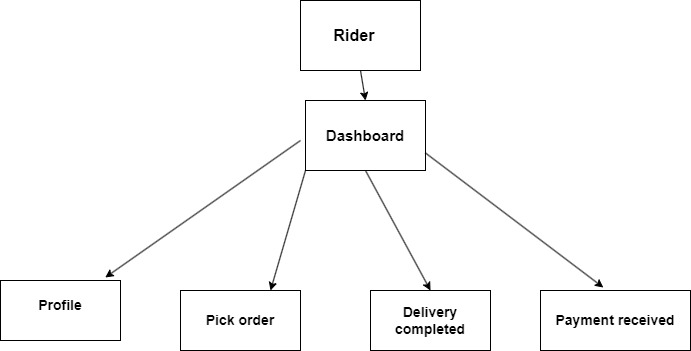 Rider
Dashboard
Profile
Pick order
Delivery
completed
Payment received